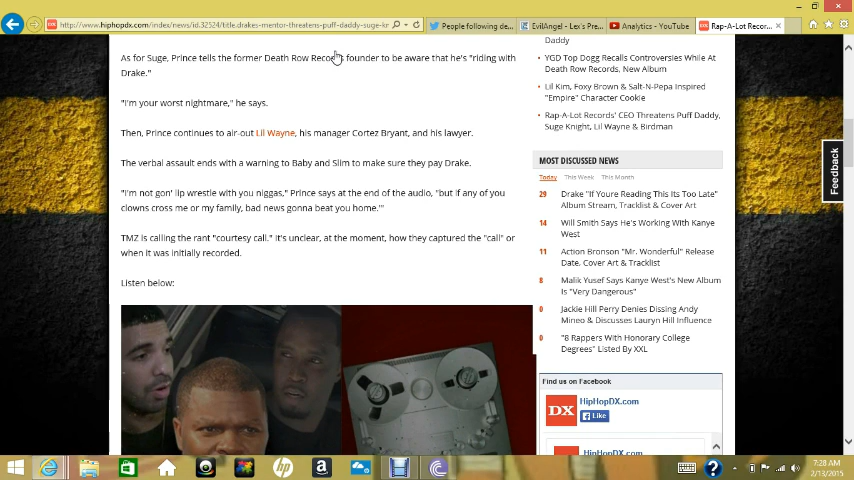 http://www.hiphopdx.com/index/news/id.32524/title.drakes-mentor-threatens-puff-daddy-suge-kr
People following de...
EvilAngel - Lex's Pre...
Analytics - YouTube
Rap-A-Lot Recor...
As for Suge, Prince tells the former Death Row Records founder to be aware that he's "riding with
Drake."
"I'm your worst nightmare," he says.
Then, Prince continues to air-out Lil Wayne, his manager Cortez Bryant, and his lawyer.
The verbal assault ends with a warning to Baby and Slim to make sure they pay Drake.
"I'm not gon' lip wrestle with you niggas," Prince says at the end of the audio, "but if any of you
clowns cross me or my family, bad news gonna beat you home.'"
TMZ is calling the rant "courtesy call." It's unclear, at the moment, how they captured the "call" or
when it was initially recorded.
Listen below:
Daddy
YGD Top Dogg Recalls Controversies While At
Death Row Records, New Album
Lil Kim, Foxy Brown & Salt-N-Pepa Inspired
"Empire" Character Cookie
Rap-A-Lot Records' CEO Threatens Puff Daddy,
Suge Knight, Lil Wayne & Birdman
MOST DISCUSSED NEWS
Today This Week This Month
29 Drake "If Youre Reading This Its Too Late"
Album Stream, Tracklist & Cover Art
14 Will Smith Says He's Working With Kanye
West
11 Action Bronson "Mr. Wonderful" Release
Date, Cover Art & Tracklist
8 Malik Yusef Says Kanye West's New Album
Is "Very Dangerous"
0 Jackie Hill Perry Denies Dissing Andy
Mineo & Discusses Lauryn Hill Influence
0 "8 Rappers With Honorary College
Degrees" Listed By XXL
Find us on Facebook
DX
HipHopDX.com
Like
HipHopDX.com
Feedback
hp
a
7:28 AM
2/13/2015